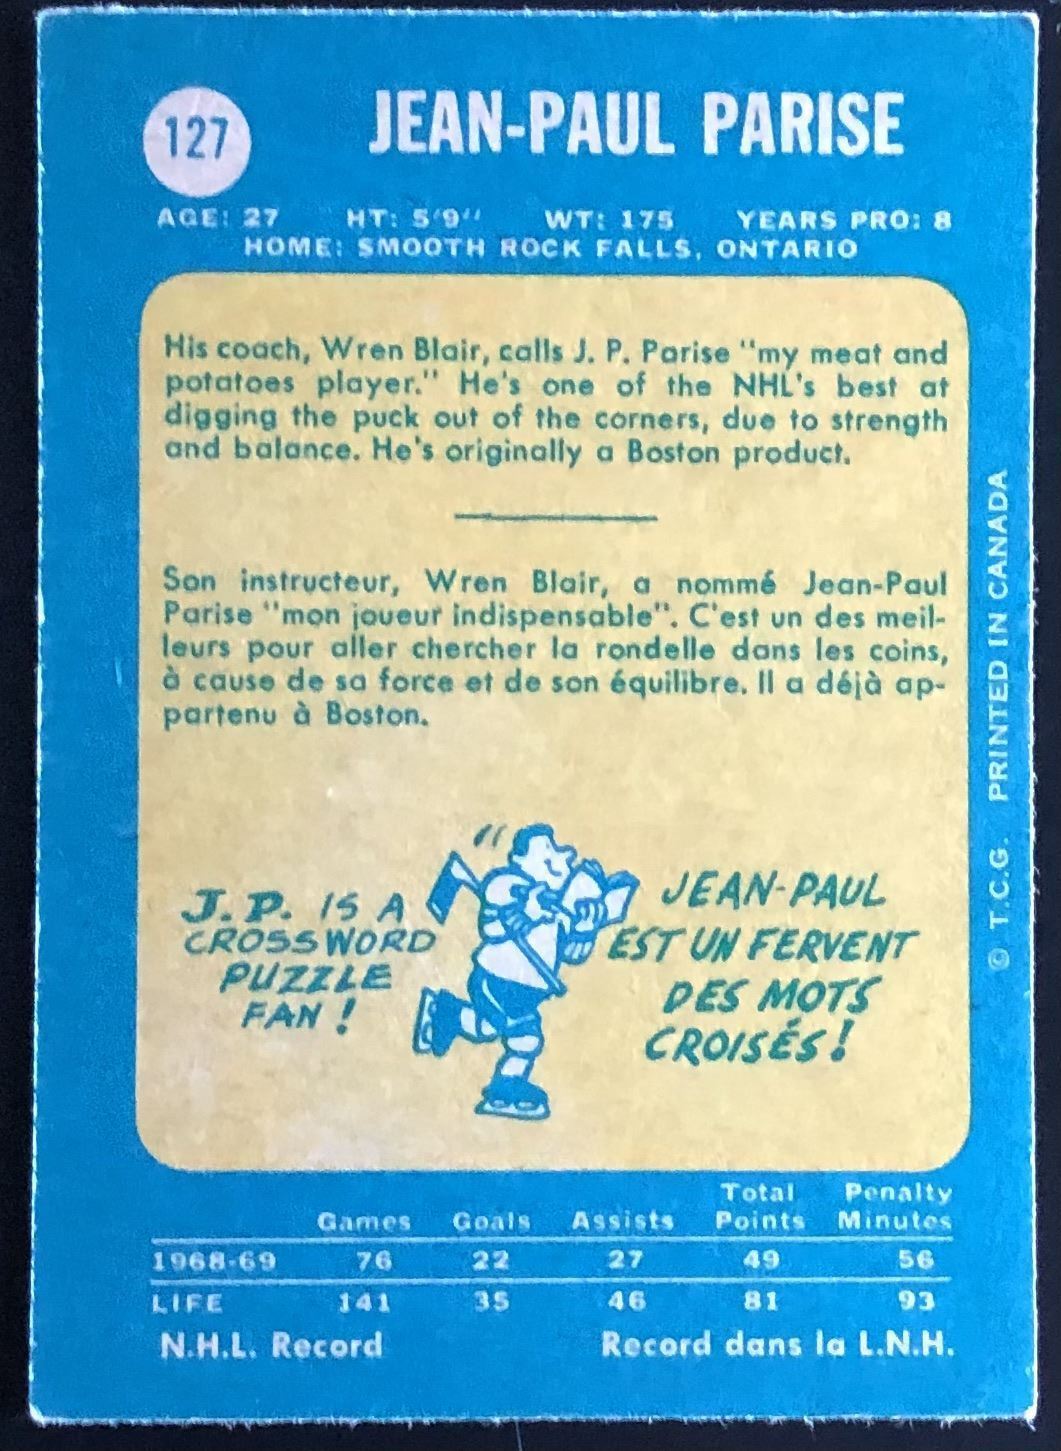 127
JEAN-PAUL PARISE
AGE: 27 HT: 5'9" WT: 175 YEARS PRO: 8
HOME: SMOOTH ROCK FALLS, ONTARIO
His coach, Wren Blair, calls J. P. Parise "my meat and
potatoes player." He's one of the NHL's best at
digging the puck out of the corners, due to strength
and balance. He's originally a Boston product.
Son instructeur, Wren Blair, a nommé Jean-Paul
Parise "mon joueur indispensable". C'est un des meil-
leurs pour aller chercher la rondelle dans les coins,
à cause de sa force et de son équilibre. Il a déjà ap-
partenu à Boston.
J.P. IS A
CROSSWORD
PUZZLE
FAN!
JEAN-PAUL
EST UN FERVENT
DES MOTS
CROISÉS!
© T.C.G. PRINTED IN CANADA
Games Goals Assists Total Points Penalty Minutes
1968-69 76 22 27 49 56
LIFE 141 35 46 81 93
N.H.L. Record Record dans la L.N.H.